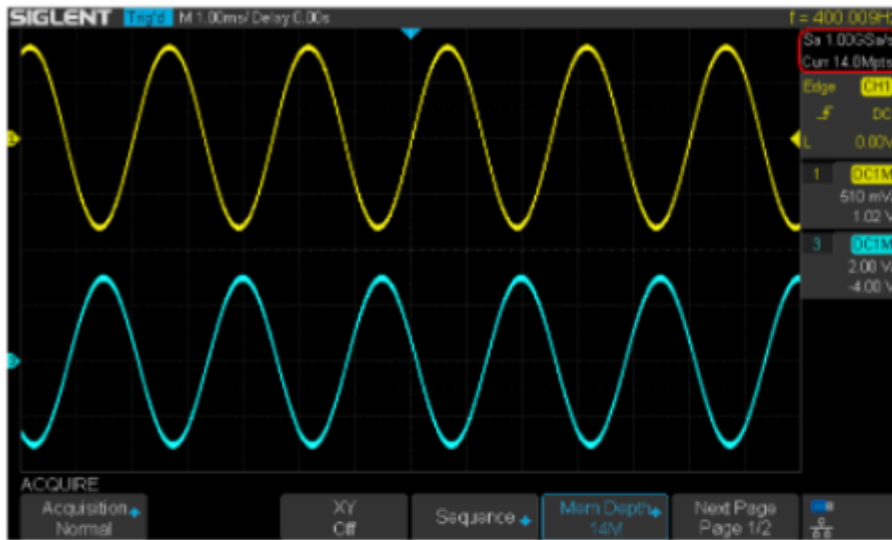 SIGLENT Trig'd M 1.00ms/ Delay:0.00s f = 400.009Hz
Sa 1.00GSa/s
Curr 14.0Mpts
Edge CH1
DC
L 0.00V
1 DC1M
510 mV/
1.02 V
3 DC1M
2.00 V/
-4.00 V
ACQUIRE
Acquisition
Normal
XY
Off
Sequence
Mem Depth
14M
Next Page
Page 1/2